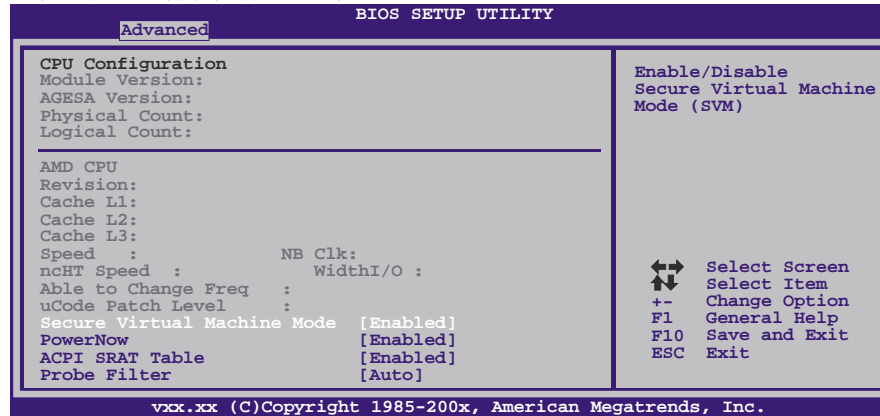 BIOS SETUP UTILITY
Advanced
CPU Configuration
Module Version:
AGESA Version:
Physical Count:
Logical Count:
AMD CPU
Revision:
Cache L1:
Cache L2:
Cache L3:
Speed : NB Clk:
ncHT Speed : WidthI/O :
Able to Change Freq :
uCode Patch Level :
Secure Virtual Machine Mode [Enabled]
PowerNow [Enabled]
ACPI SRAT Table [Enabled]
Probe Filter [Auto]
Enable/Disable
Secure Virtual Machine
Mode (SVM)
Select Screen
Select Item
+- Change Option
F1 General Help
F10 Save and Exit
ESC Exit
vxx.xx (C)Copyright 1985-200x, American Megatrends, Inc.